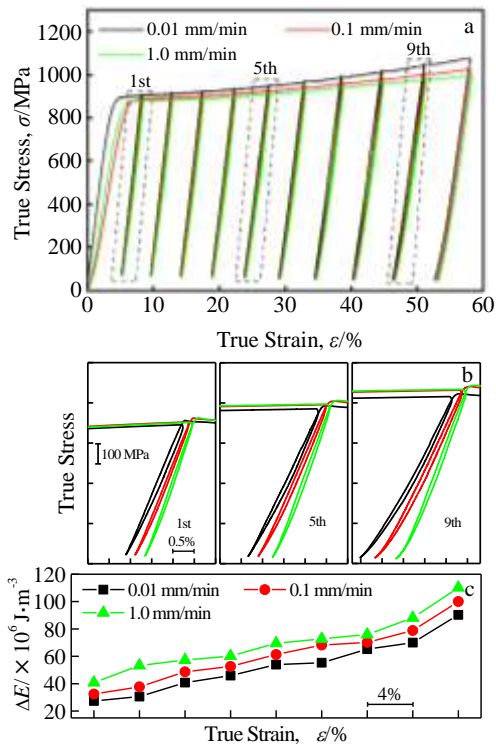 0.01 mm/min
0.1 mm/min
1.0 mm/min
a
1st
5th
9th
1200
1000
800
600
400
200
0
0 10 20 30 40 50 60
True Stress, σ/MPa
True Strain, ε/%
b
100 MPa
1st
0.5%
5th
9th
True Stress
c
0.01 mm/min
0.1 mm/min
1.0 mm/min
120
100
80
60
40
20
4%
ΔE/ × 10⁶ J·m⁻³
True Strain, ε/%